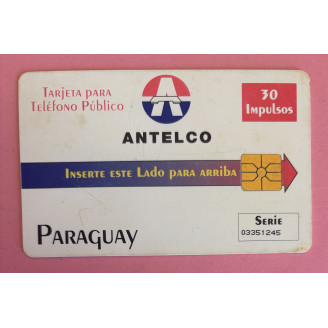 Tarjeta para
Teléfono Público
30
Impulsos
ANTELCO
Inserte este Lado para arriba
Paraguay
Serie
03351245